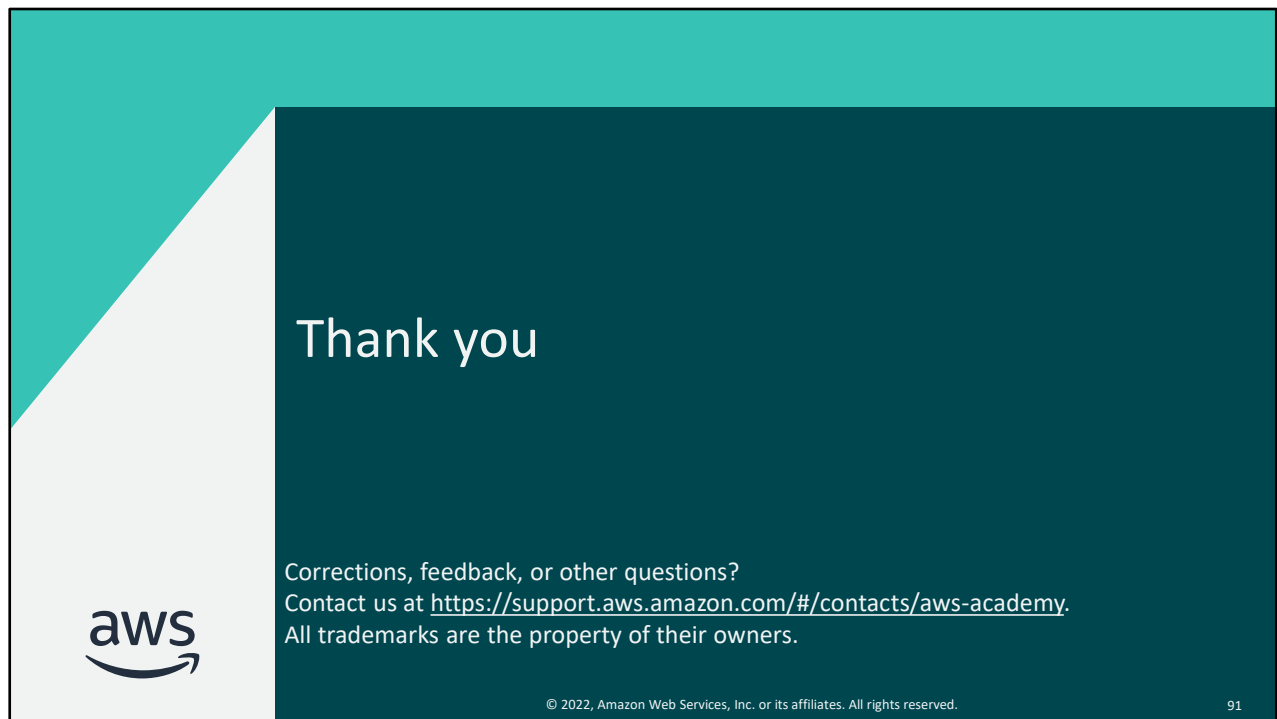 Thank you
Corrections, feedback, or other questions?
Contact us at https://support.aws.amazon.com/#/contacts/aws-academy.
All trademarks are the property of their owners.
aws
© 2022, Amazon Web Services, Inc. or its affiliates. All rights reserved.
91